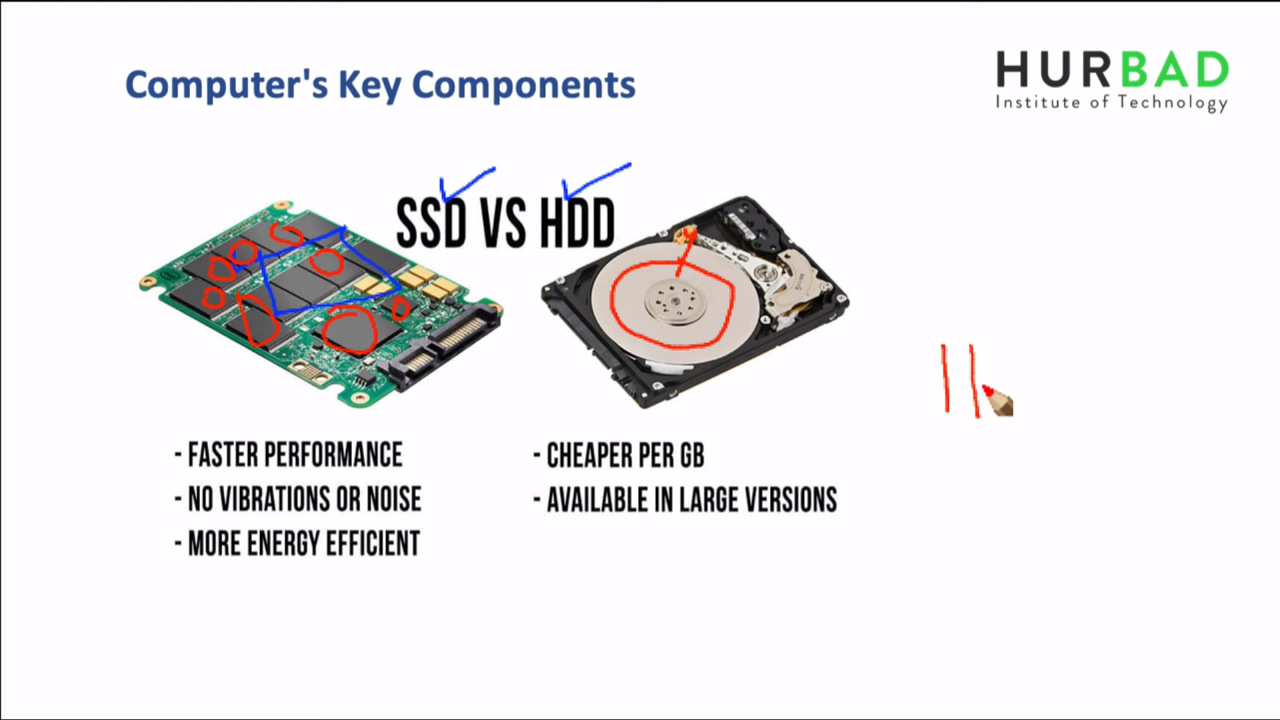 Computer's Key Components
HURBAD
Institute of Technology
SSD VS HDD
- FASTER PERFORMANCE
- NO VIBRATIONS OR NOISE
- MORE ENERGY EFFICIENT
- CHEAPER PER GB
- AVAILABLE IN LARGE VERSIONS